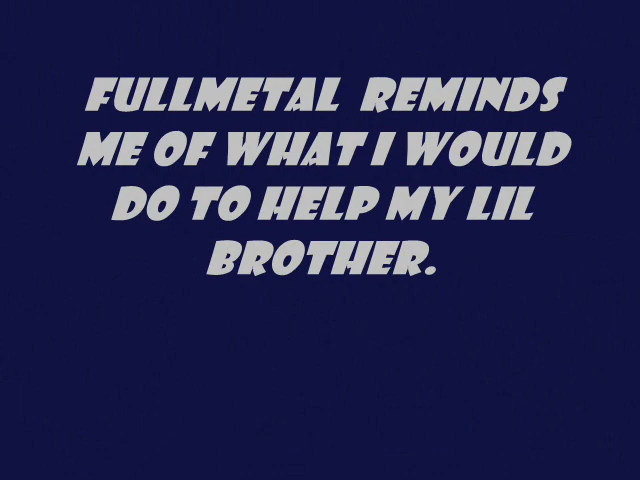 FULLMETAL REMINDS
ME OF WHAT I WOULD
DO TO HELP MY LIL
BROTHER.